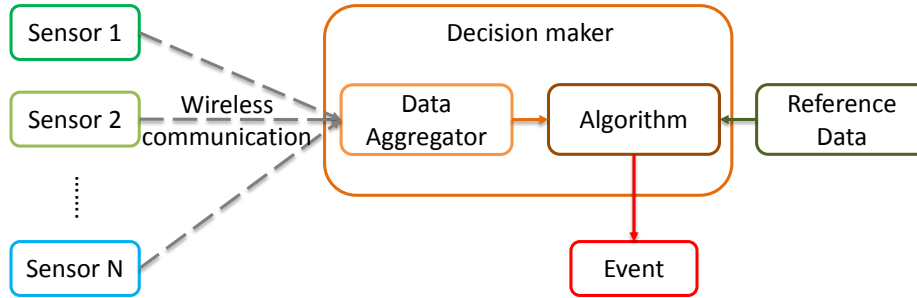 Sensor 1
Decision maker
Sensor 2
Wireless
communication
Data
Aggregator
Algorithm
Reference
Data
......
Sensor N
Event